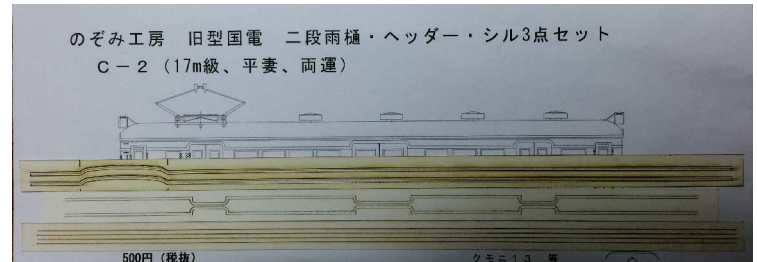 のぞみ工房 旧型国電 二段雨樋・ヘッダー・シル3点セット
C－2（17m級、平妻、両運）
500円（税抜） クモニ13 等